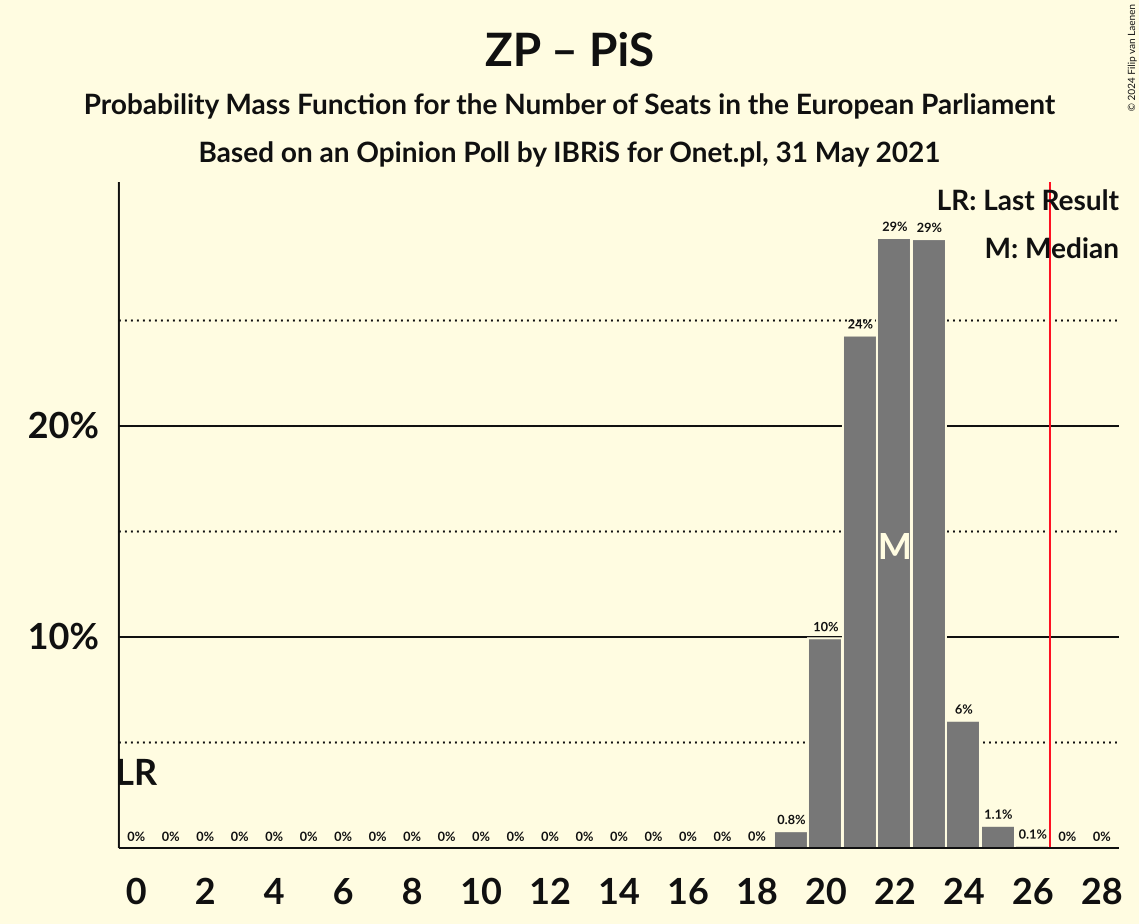 ZP – PiS
Probability Mass Function for the Number of Seats in the European Parliament
Based on an Opinion Poll by IBRiS for Onet.pl, 31 May 2021
© 2024 Filip van Laenen
LR: Last Result
M: Median
29% 29%
24%
20%
M
10%
10%
6%
LR
0% 0% 0% 0% 0% 0% 0% 0% 0% 0% 0% 0% 0% 0% 0% 0% 0% 0% 0% 0.8% 1.1% 0.1% 0% 0%
0 2 4 6 8 10 12 14 16 18 20 22 24 26 28